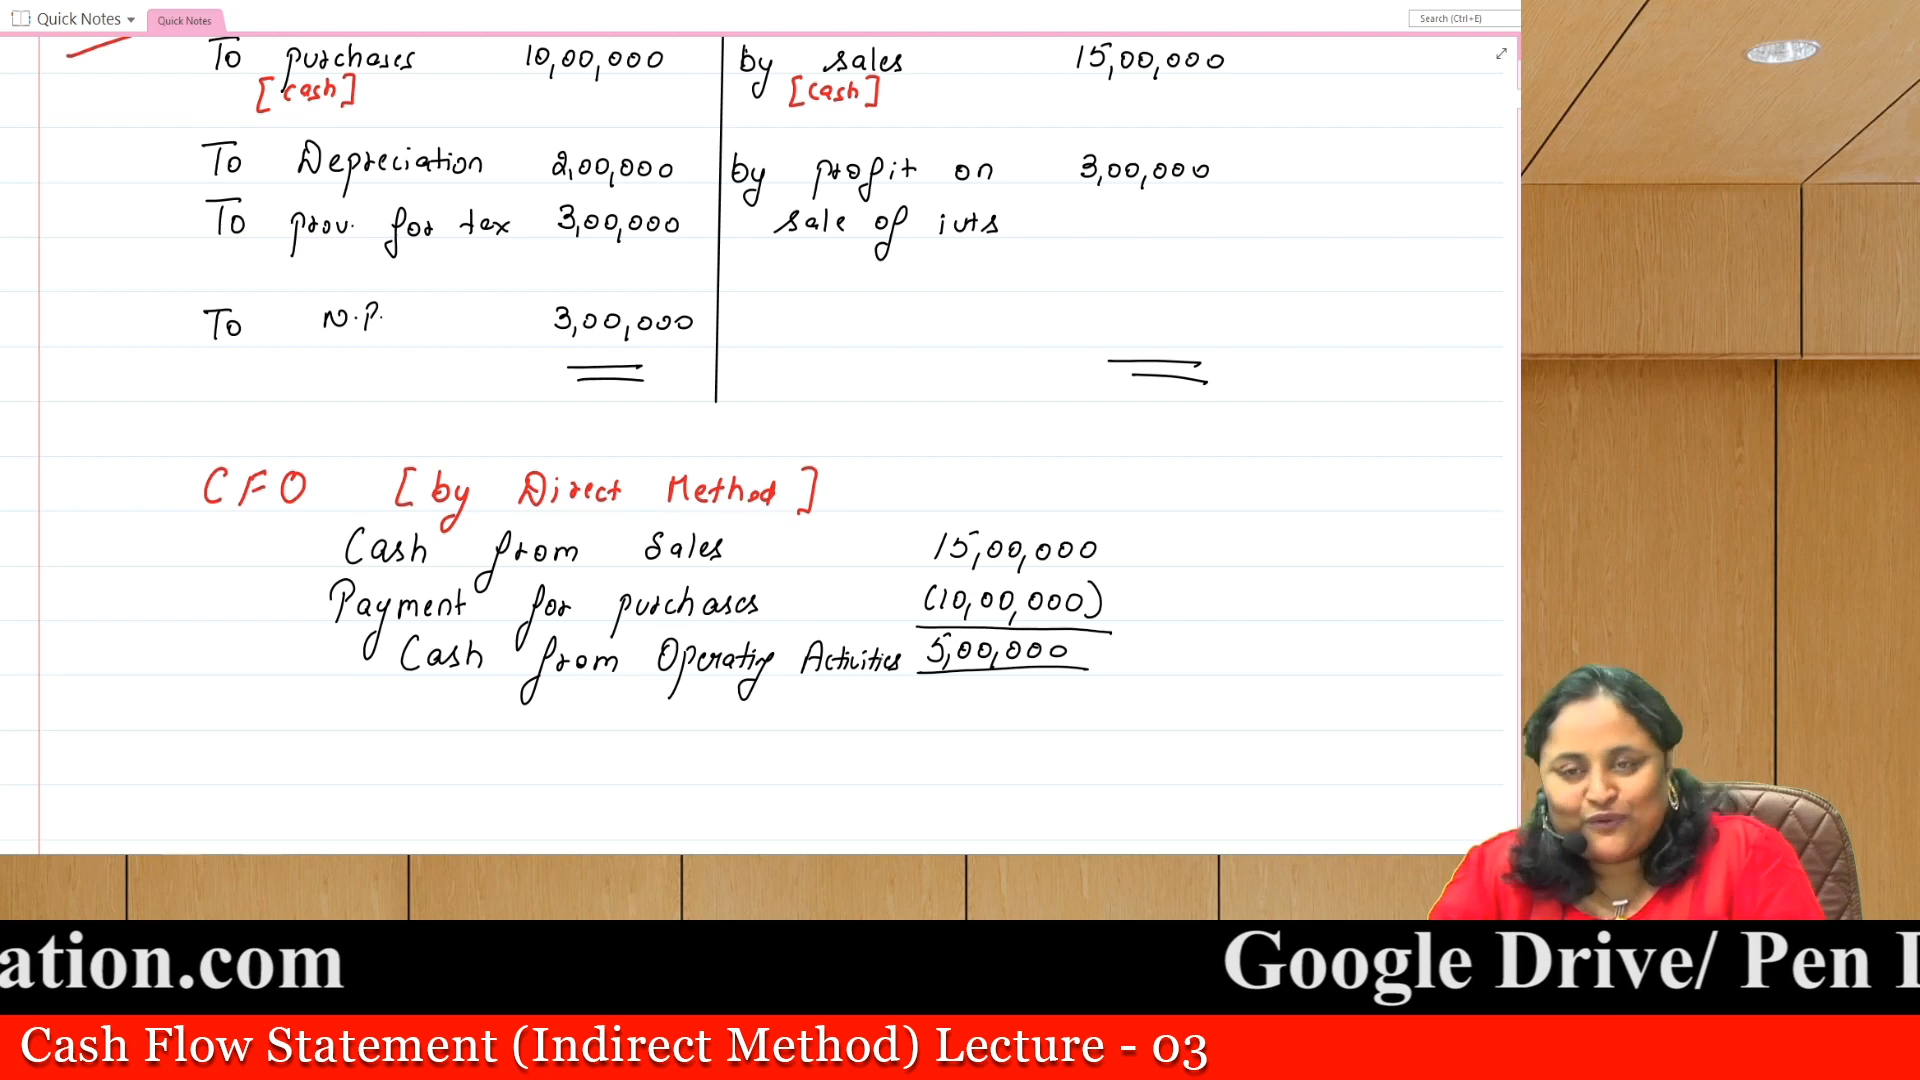 Quick Notes
Quick Notes
Search (Ctrl+E)
To purchases 10,00,000 by sales 15,00,000
[cash] [cash]
To Depreciation 2,00,000 by profit on 3,00,000
To prov. for tax 3,00,000 sale of ivts
To N.P. 3,00,000
CFO [by Direct Method]
Cash from Sales 15,00,000
Payment for purchases (10,00,000)
Cash from Operating Activities 5,00,000
ation.com Google Drive/ Pen
Cash Flow Statement (Indirect Method) Lecture - 03